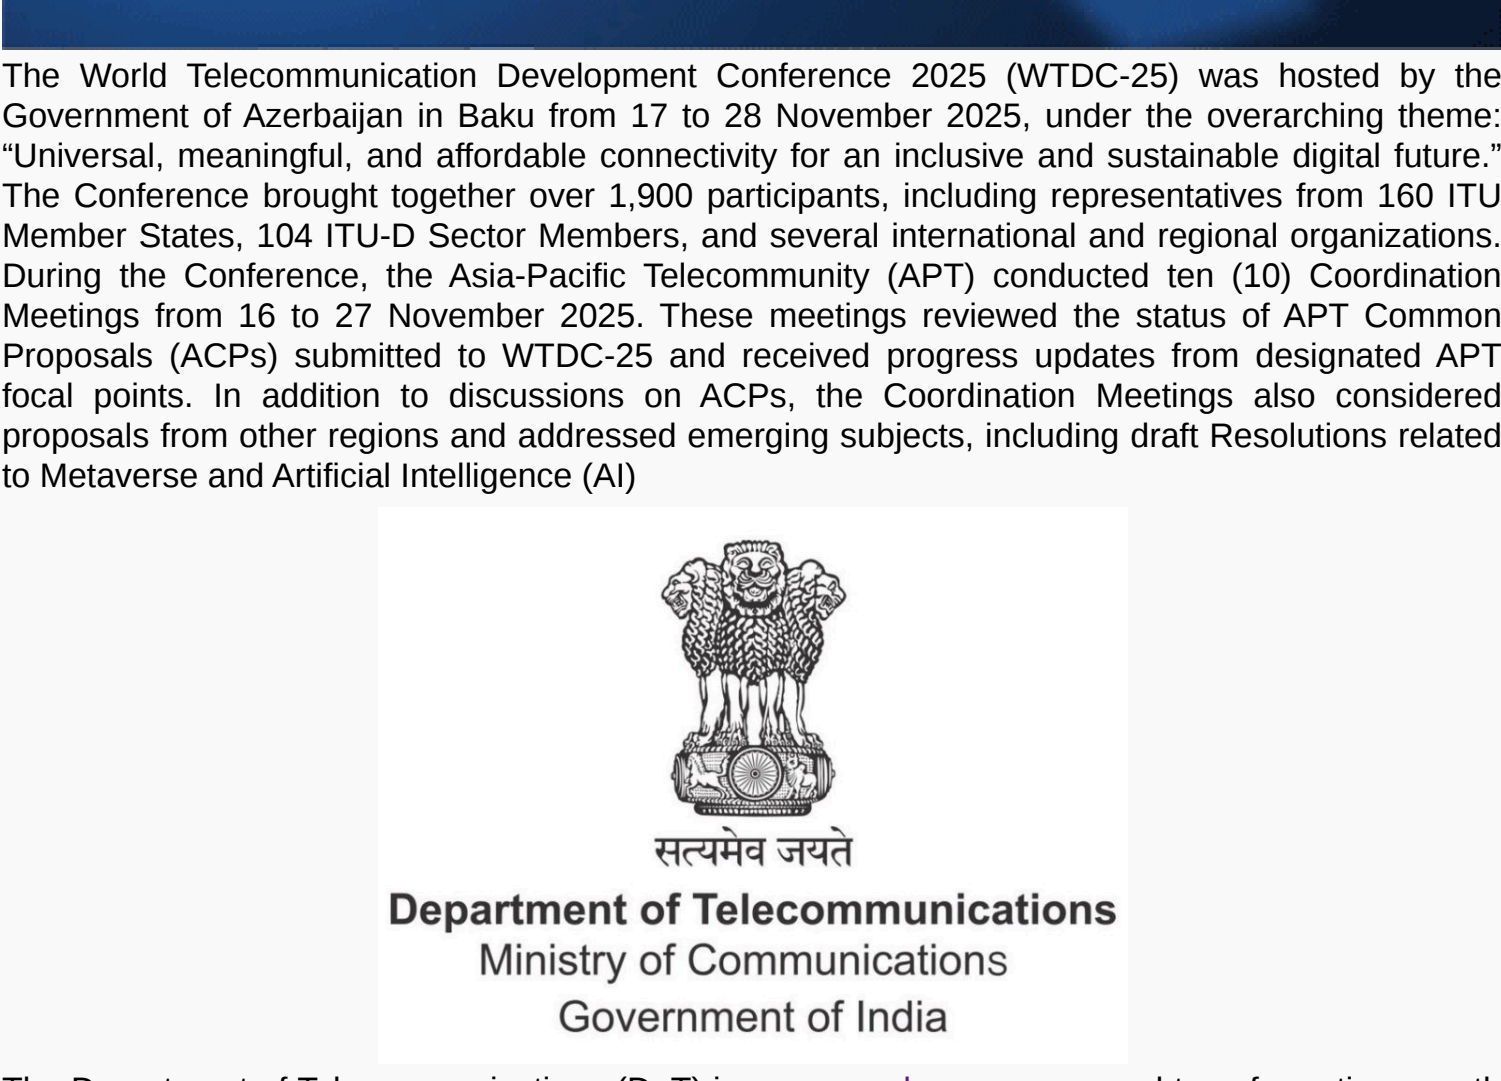 The World Telecommunication Development Conference 2025 (WTDC-25) was hosted by the
Government of Azerbaijan in Baku from 17 to 28 November 2025, under the overarching theme:
“Universal, meaningful, and affordable connectivity for an inclusive and sustainable digital future.”
The Conference brought together over 1,900 participants, including representatives from 160 ITU
Member States, 104 ITU-D Sector Members, and several international and regional organizations.
During the Conference, the Asia-Pacific Telecommunity (APT) conducted ten (10) Coordination
Meetings from 16 to 27 November 2025. These meetings reviewed the status of APT Common
Proposals (ACPs) submitted to WTDC-25 and received progress updates from designated APT
focal points. In addition to discussions on ACPs, the Coordination Meetings also considered
proposals from other regions and addressed emerging subjects, including draft Resolutions related
to Metaverse and Artificial Intelligence (AI)
सत्यमेव जयते
Department of Telecommunications
Ministry of Communications
Government of India